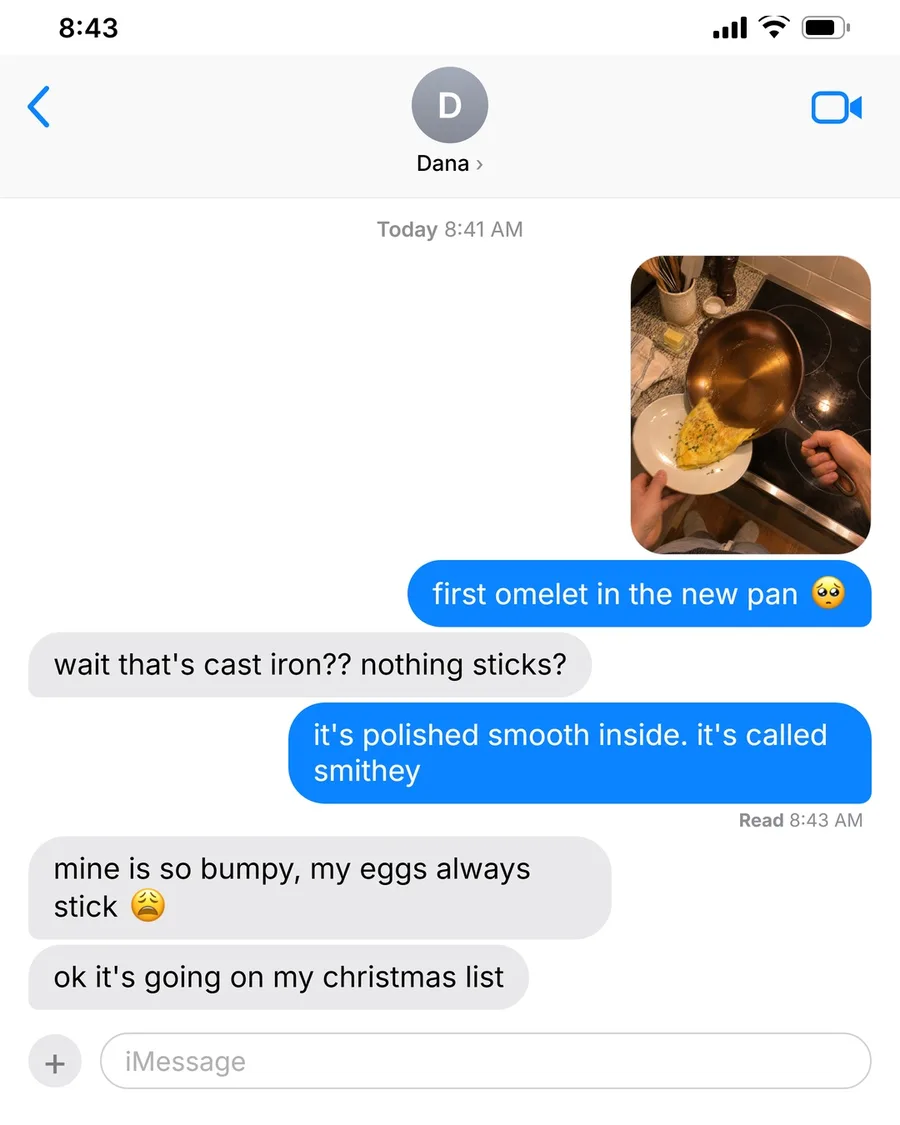 8:43
D
Dana ›
Today 8:41 AM
first omelet in the new pan 🥺
wait that's cast iron?? nothing sticks?
it's polished smooth inside. it's called
smithey
Read 8:43 AM
mine is so bumpy, my eggs always
stick 😩
ok it's going on my christmas list
+
iMessage